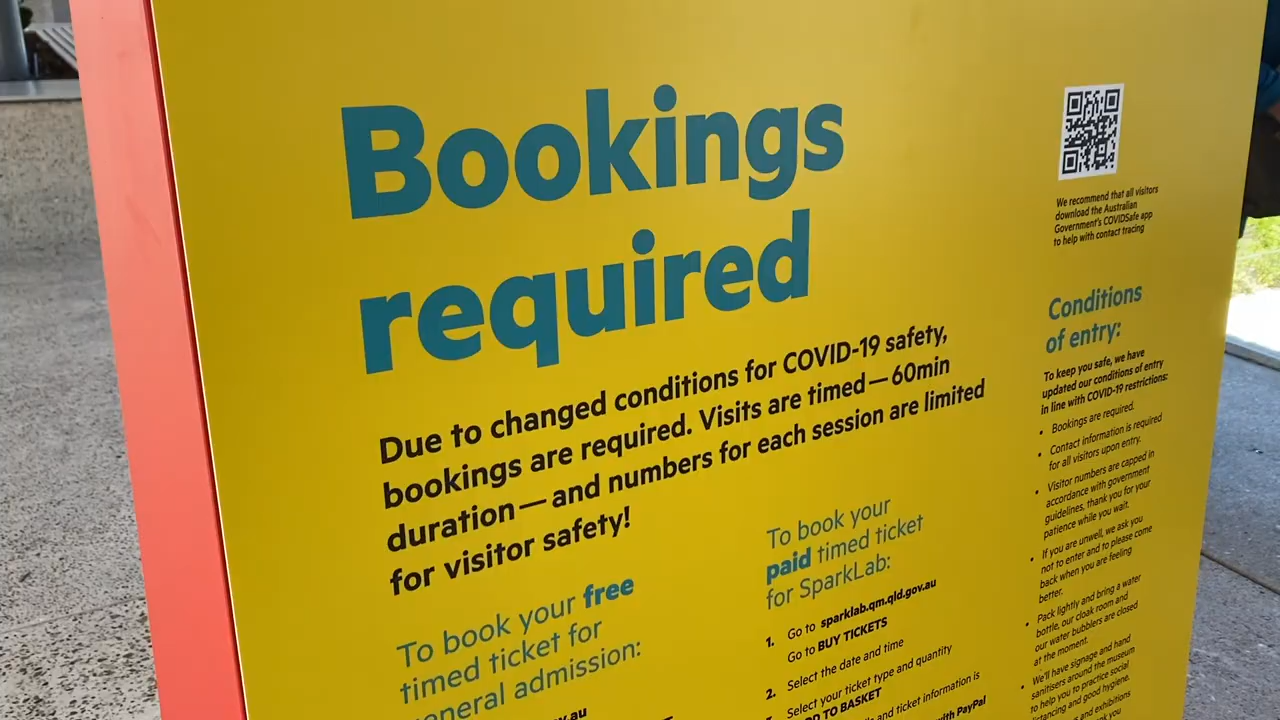 Bookings
required
Due to changed conditions for COVID-19 safety,
bookings are required. Visits are timed—60min
duration—and numbers for each session are limited
for visitor safety!
To book your free
timed ticket for
general admission:
.au
To book your
paid timed ticket
for SparkLab:
1. Go to sparklab.qm.qld.gov.au
Go to BUY TICKETS
2. Select the date and time
Select your ticket type and quantity
TO BASKET
and ticket information is
with PayPal
We recommend that all visitors
download the Australian
Government's COVIDSafe app
to help with contact tracing
Conditions
of entry:
To keep you safe, we have
updated our conditions of entry
in line with COVID-19 restrictions:
• Bookings are required.
• Contact information is required
for all visitors upon entry.
• Visitor numbers are capped in
accordance with government
guidelines, thank you for your
patience while you wait.
• If you are unwell, we ask you
not to enter and to please come
back when you are feeling
better.
• Pack lightly and bring a water
bottle, our cloak room and
our water bubblers are closed
at the moment.
• We'll have signage and hand
sanitisers around the museum
to help you to practice social
distancing and good hygiene.
and exhibitions